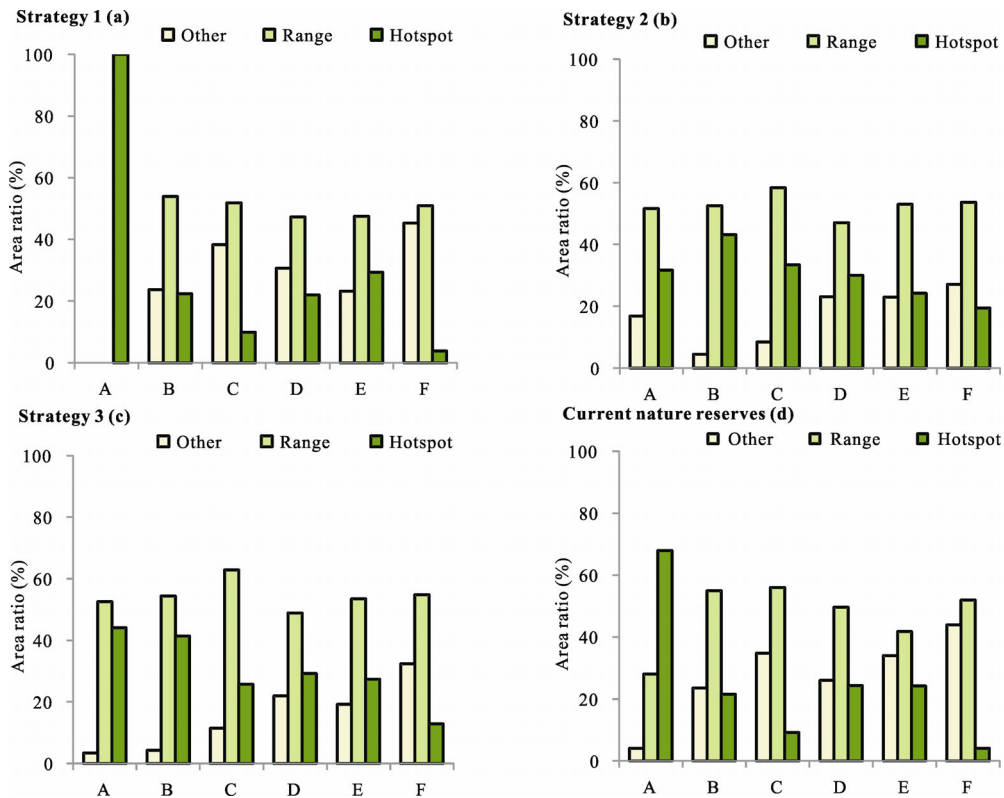 Strategy 1 (a)
Other Range Hotspot
Area ratio (%)
100
80
60
40
20
0
A B C D E F
Strategy 2 (b)
Other Range Hotspot
Area ratio (%)
100
80
60
40
20
0
A B C D E F
Strategy 3 (c)
Other Range Hotspot
Area ratio (%)
100
80
60
40
20
0
A B C D E F
Current nature reserves (d)
Other Range Hotspot
Area ratio (%)
100
80
60
40
20
0
A B C D E F